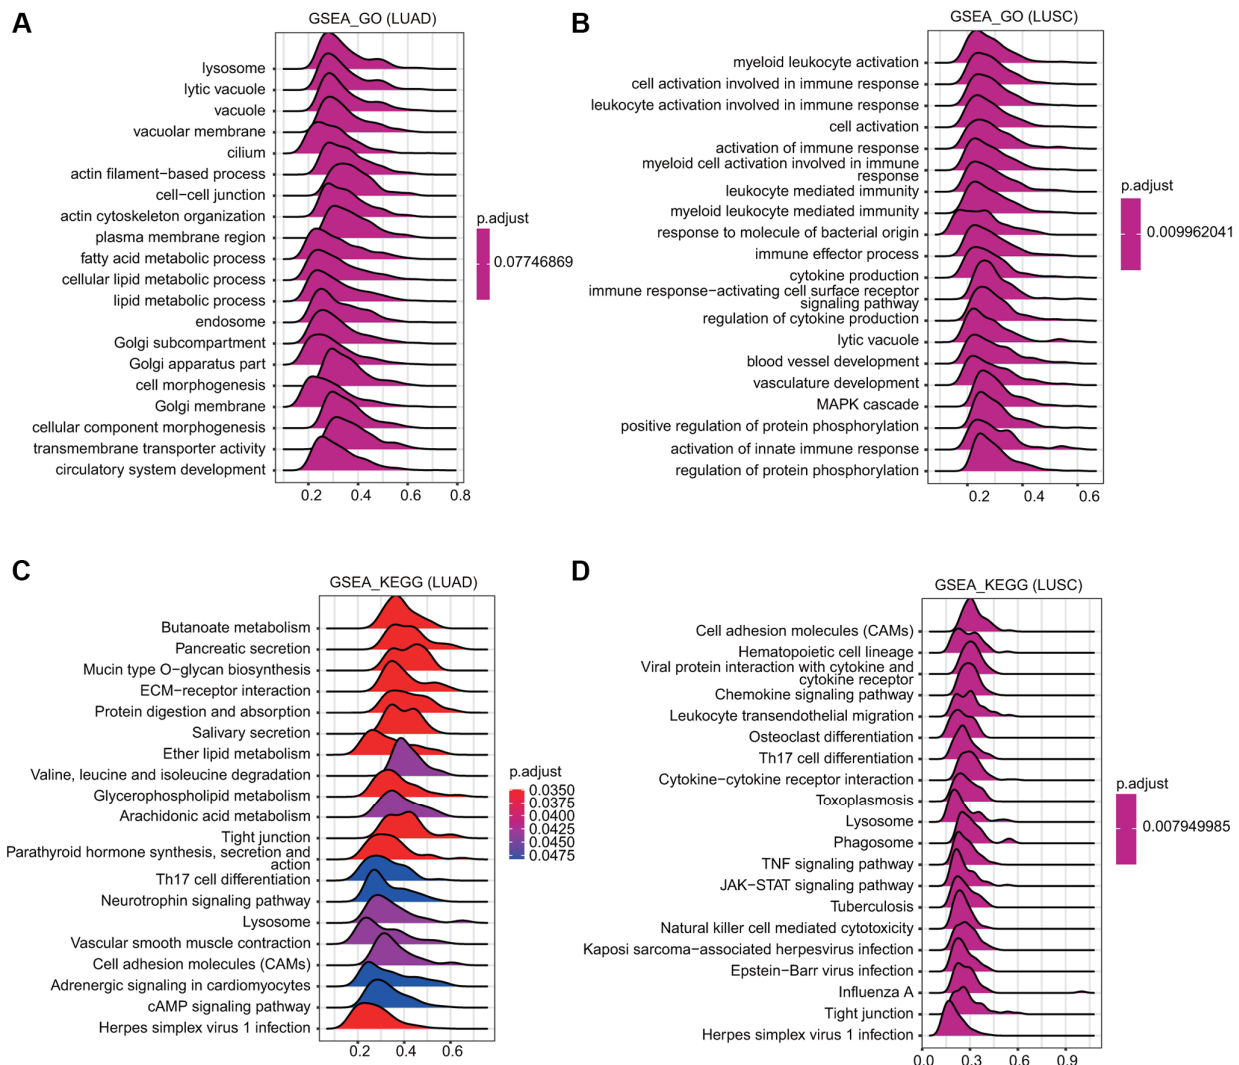 A
GSEA_GO (LUAD)
lysosome
lytic vacuole
vacuole
vacuolar membrane
cilium
actin filament−based process
cell−cell junction
actin cytoskeleton organization
plasma membrane region
fatty acid metabolic process
cellular lipid metabolic process
lipid metabolic process
endosome
Golgi subcompartment
Golgi apparatus part
cell morphogenesis
Golgi membrane
cellular component morphogenesis
transmembrane transporter activity
circulatory system development
0.2 0.4 0.6 0.8
p.adjust
0.07746869
B
GSEA_GO (LUSC)
myeloid leukocyte activation
cell activation involved in immune response
leukocyte activation involved in immune response
cell activation
activation of immune response
myeloid cell activation involved in immune
response
leukocyte mediated immunity
myeloid leukocyte mediated immunity
response to molecule of bacterial origin
immune effector process
cytokine production
immune response−activating cell surface receptor
signaling pathway
regulation of cytokine production
lytic vacuole
blood vessel development
vasculature development
MAPK cascade
positive regulation of protein phosphorylation
activation of innate immune response
regulation of protein phosphorylation
0.2 0.4 0.6
p.adjust
0.009962041
C
GSEA_KEGG (LUAD)
Butanoate metabolism
Pancreatic secretion
Mucin type O−glycan biosynthesis
ECM−receptor interaction
Protein digestion and absorption
Salivary secretion
Ether lipid metabolism
Valine, leucine and isoleucine degradation
Glycerophospholipid metabolism
Arachidonic acid metabolism
Tight junction
Parathyroid hormone synthesis, secretion and
action
Th17 cell differentiation
Neurotrophin signaling pathway
Lysosome
Vascular smooth muscle contraction
Cell adhesion molecules (CAMs)
Adrenergic signaling in cardiomyocytes
cAMP signaling pathway
Herpes simplex virus 1 infection
0.2 0.4 0.6
p.adjust
0.0350
0.0375
0.0400
0.0425
0.0450
0.0475
D
GSEA_KEGG (LUSC)
Cell adhesion molecules (CAMs)
Hematopoietic cell lineage
Viral protein interaction with cytokine and
cytokine receptor
Chemokine signaling pathway
Leukocyte transendothelial migration
Osteoclast differentiation
Th17 cell differentiation
Cytokine−cytokine receptor interaction
Toxoplasmosis
Lysosome
Phagosome
TNF signaling pathway
JAK−STAT signaling pathway
Tuberculosis
Natural killer cell mediated cytotoxicity
Kaposi sarcoma−associated herpesvirus infection
Epstein−Barr virus infection
Influenza A
Tight junction
Herpes simplex virus 1 infection
0.0 0.3 0.6 0.9
p.adjust
0.007949985